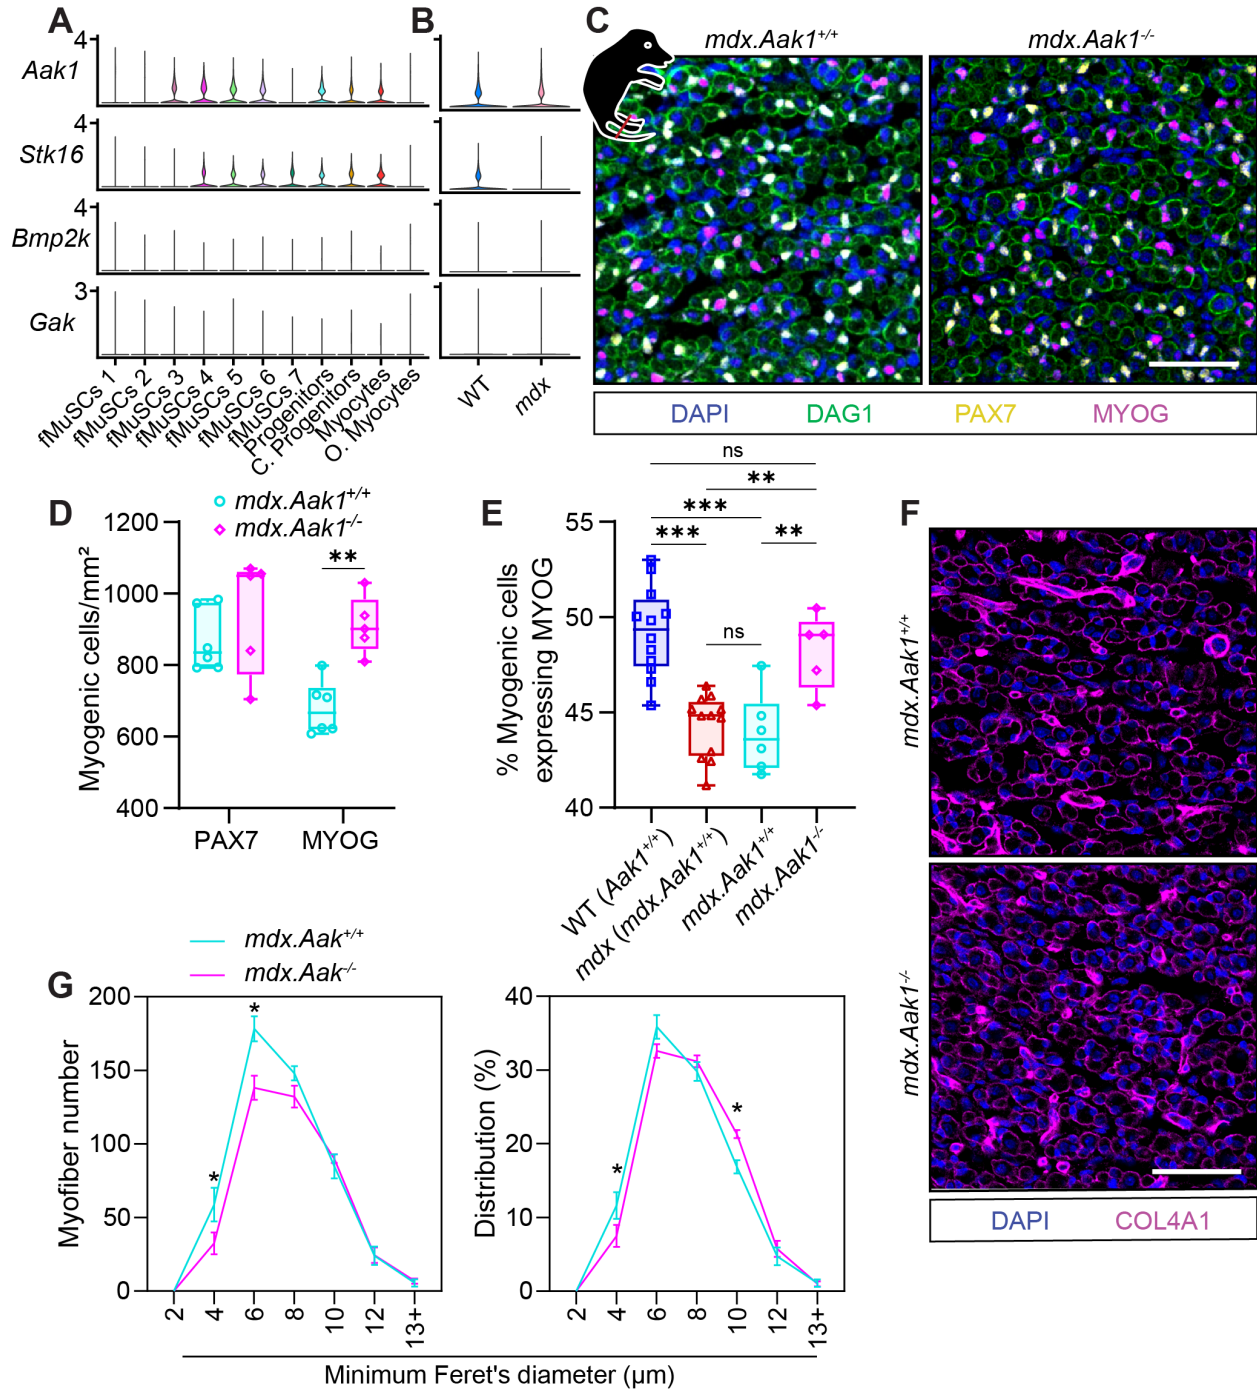 A
B
C
mdx.Aak1+/+
mdx.Aak1-/-
4
Aak1
4
Stk16
4
Bmp2k
3
Gak
fMuSCs 1
fMuSCs 2
fMuSCs 3
fMuSCs 4
fMuSCs 5
fMuSCs 6
fMuSCs 7
Progenitors
C. Progenitors
Myocytes
O. Myocytes
WT
mdx
DAPI DAG1 PAX7 MYOG
D
mdx.Aak1+/+
mdx.Aak1-/-
Myogenic cells/mm²
1200
1000
800
600
400
**
PAX7
MYOG
E
% Myogenic cells
expressing MYOG
55
50
45
40
ns
**
***
***
**
ns
WT (Aak1+/+)
mdx (mdx.Aak1+/+)
mdx.Aak1+/+
mdx.Aak1-/-
F
mdx.Aak1+/+
mdx.Aak1-/-
DAPI COL4A1
G
mdx.Aak+/+
mdx.Aak-/-
Myofiber number
200
150
100
50
0
*
*
2 4 6 8 10 12 13+
Distribution (%)
40
30
20
10
0
*
*
2 4 6 8 10 12 13+
Minimum Feret's diameter (µm)